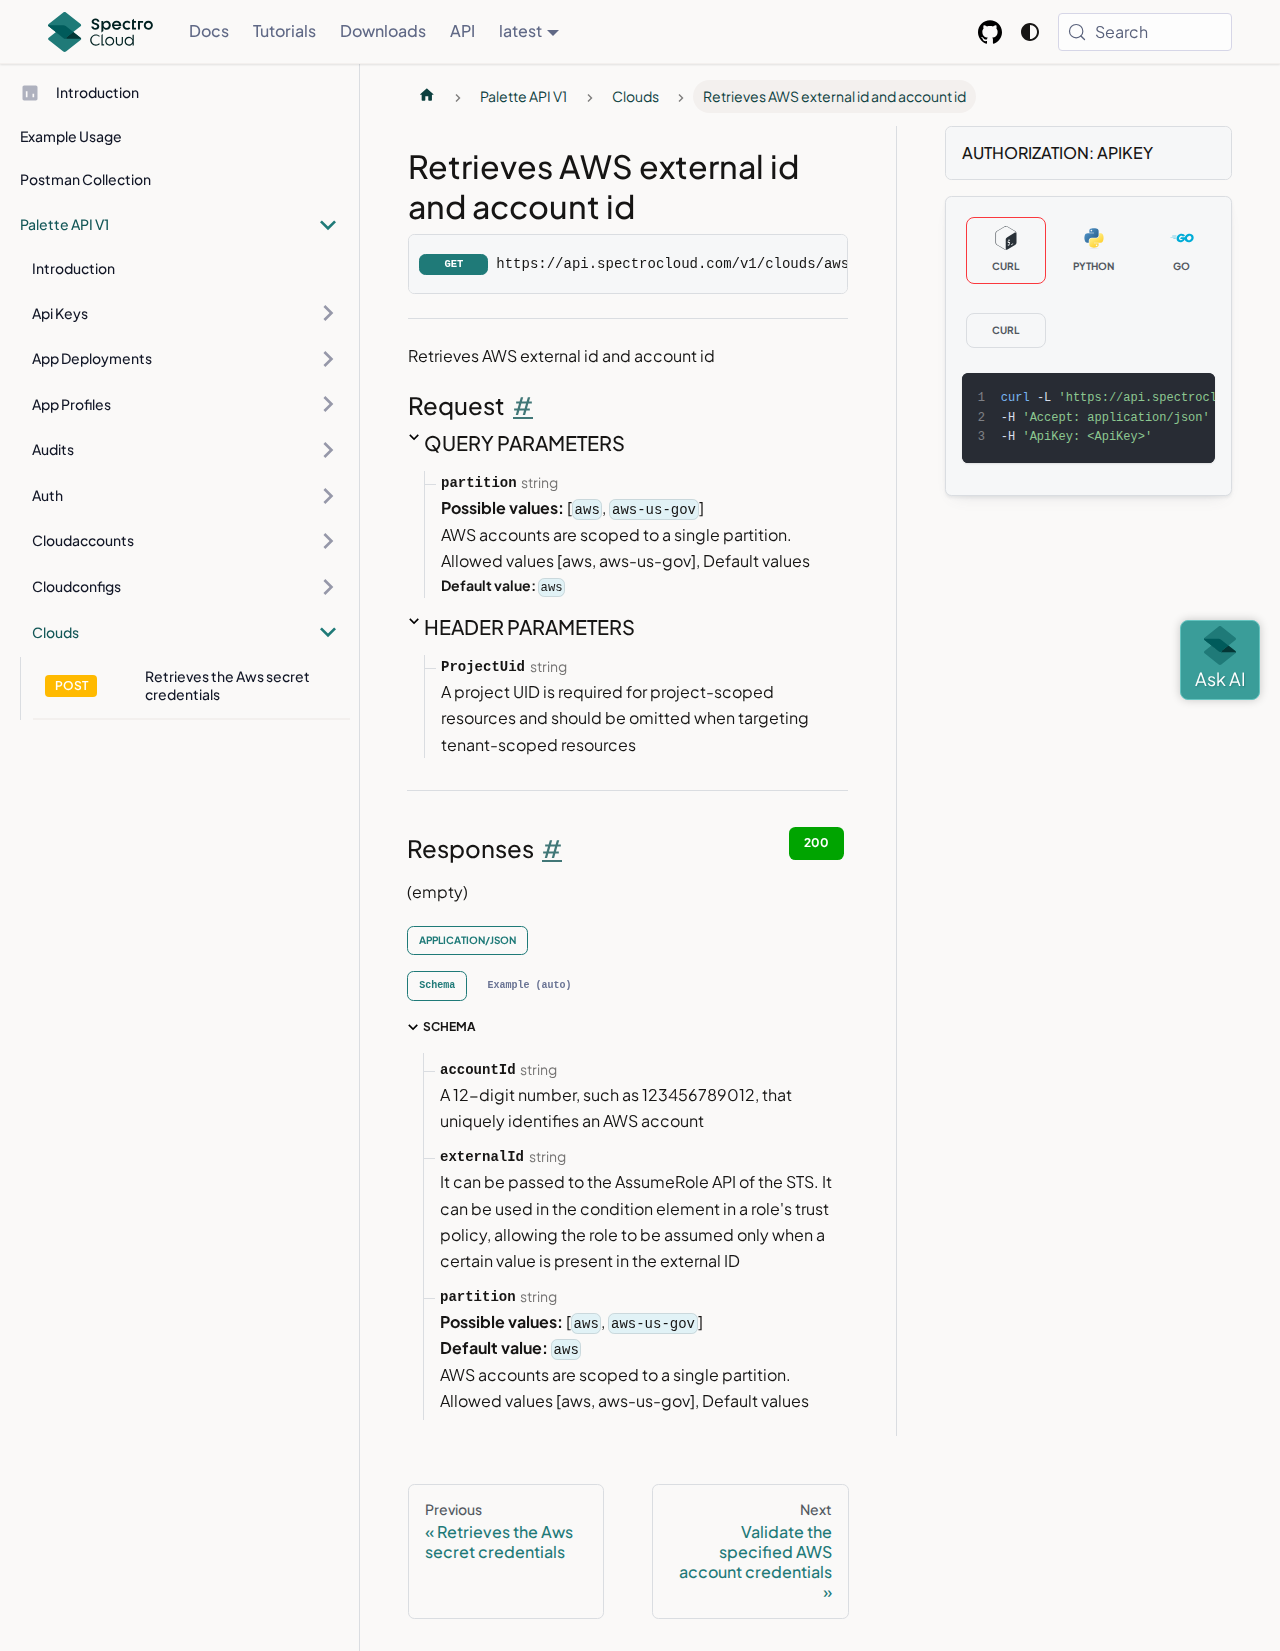 Spectro Cloud
Docs
Tutorials
Downloads
API
latest
Search
Introduction
Example Usage
Postman Collection
Palette API V1
Introduction
Api Keys
App Deployments
App Profiles
Audits
Auth
Cloudaccounts
Cloudconfigs
Clouds
POST
Retrieves the Aws secret
credentials
Palette API V1
Clouds
Retrieves AWS external id and account id
Retrieves AWS external id
and account id
GET
https://api.spectrocloud.com/v1/clouds/aws
Retrieves AWS external id and account id
Request #
QUERY PARAMETERS
partition string
Possible values: [aws, aws-us-gov]
AWS accounts are scoped to a single partition.
Allowed values [aws, aws-us-gov], Default values
Default value: aws
HEADER PARAMETERS
ProjectUid string
A project UID is required for project-scoped
resources and should be omitted when targeting
tenant-scoped resources
Responses #
200
(empty)
APPLICATION/JSON
Schema
Example (auto)
SCHEMA
accountId string
A 12-digit number, such as 123456789012, that
uniquely identifies an AWS account
externalId string
It can be passed to the AssumeRole API of the STS. It
can be used in the condition element in a role's trust
policy, allowing the role to be assumed only when a
certain value is present in the external ID
partition string
Possible values: [aws, aws-us-gov]
Default value: aws
AWS accounts are scoped to a single partition.
Allowed values [aws, aws-us-gov], Default values
Previous
« Retrieves the Aws
secret credentials
Next
Validate the
specified AWS
account credentials
»
AUTHORIZATION: APIKEY
CURL
PYTHON
GO
GO
CURL
1 curl -L 'https://api.spectrocl
2 -H 'Accept: application/json'
3 -H 'ApiKey: <ApiKey>'
Ask AI